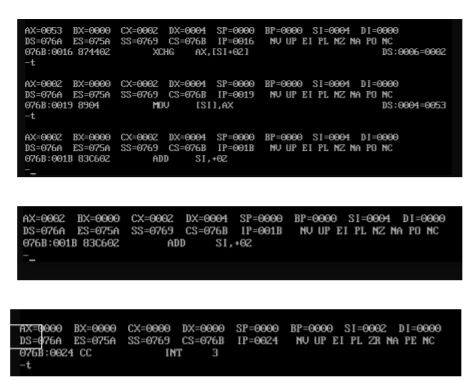 AX=0053 BX=0000 CX=0002 DX=0004 SP=0000 BP=0000 SI=0004 DI=0000
DS=076A ES=075A SS=0769 CS=076B IP=0016 NV UP EI PL NZ NA PO NC
076B:0016 874402 XCHG AX,[SI+02] DS:0006=0002
-t
AX=0002 BX=0000 CX=0002 DX=0004 SP=0000 BP=0000 SI=0004 DI=0000
DS=076A ES=075A SS=0769 CS=076B IP=0019 NV UP EI PL NZ NA PO NC
076B:0019 8904 MOV [SI],AX DS:0004=0053
-t
AX=0002 BX=0000 CX=0002 DX=0004 SP=0000 BP=0000 SI=0004 DI=0000
DS=076A ES=075A SS=0769 CS=076B IP=001B NV UP EI PL NZ NA PO NC
076B:001B 83C602 ADD SI,+02
-_
AX=0002 BX=0000 CX=0002 DX=0004 SP=0000 BP=0000 SI=0004 DI=0000
DS=076A ES=075A SS=0769 CS=076B IP=001B NV UP EI PL NZ NA PO NC
076B:001B 83C602 ADD SI,+02
-_
AX=0000 BX=0000 CX=0000 DX=0000 SP=0000 BP=0000 SI=0002 DI=0000
DS=076A ES=075A SS=0769 CS=076B IP=0024 NV UP EI PL ZR NA PE NC
076B:0024 CC INT 3
-t